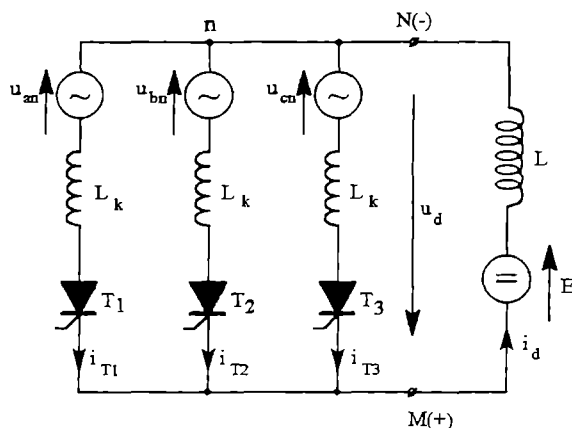 n
N(-)
u_an
u_bn
u_cn
~
~
~
L_k
L_k
L_k
u_d
L
T_1
T_2
T_3
=
E
i_T1
i_T2
i_T3
i_d
M(+)